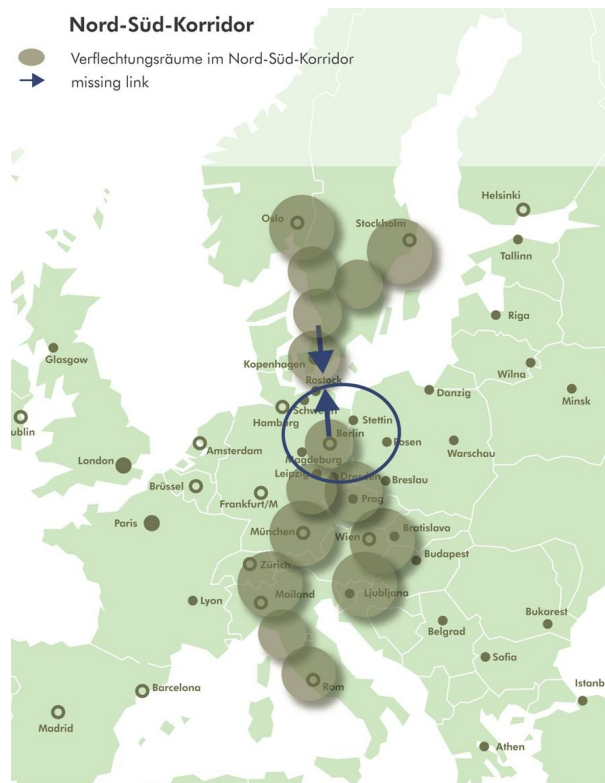 Nord-Süd-Korridor
Verflechtungsräume im Nord-Süd-Korridor
missing link
Helsinki
Oslo
Stockholm
Tallinn
Riga
Glasgow
Kopenhagen
Wilna
Rostock
Minsk
Danzig
Schwerin
Hamburg
Stettin
ublin
Berlin
Posen
Amsterdam
Warschau
Magdeburg
London
Leipzig
Dresden
Breslau
Brüssel
Frankfurt/M
Prag
Paris
München
Wien
Bratislava
Budapest
Zürich
Lyon
Mailand
Ljubljana
Bukarest
Belgrad
Sofia
Barcelona
Rom
Istanb
Madrid
Athen